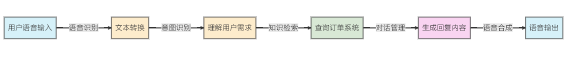 用户语音输入
语音识别
文本转换
意图识别
理解用户需求
知识检索
查询订单系统
对话管理
生成回复内容
语音合成
语音输出